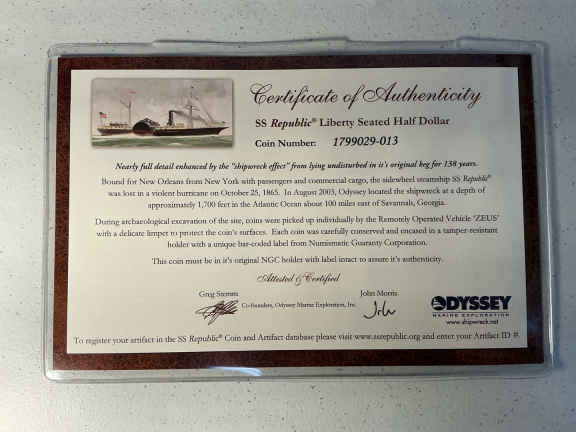 Certificate of Authenticity
SS Republic® Liberty Seated Half Dollar
Coin Number: 1799029-013
Nearly full detail enhanced by the "shipwreck effect" from lying undisturbed in it's original keg for 138 years.
Bound for New Orleans from New York with passengers and commercial cargo, the sidewheel steamship SS Republic®
was lost in a violent hurricane on October 25, 1865. In August 2003, Odyssey located the shipwreck at a depth of
approximately 1,700 feet in the Atlantic Ocean about 100 miles east of Savannah, Georgia.
During archaeological excavation of the site, coins were picked up individually by the Remotely Operated Vehicle 'ZEUS'
with a delicate limpet to protect the coin's surfaces. Each coin was carefully conserved and encased in a tamper-resistant
holder with a unique bar-coded label from Numismatic Guaranty Corporation.
This coin must be in it's original NGC holder with label intact to assure it's authenticity.
Attested & Certified
Greg Stemm John Morris
Co-founders, Odyssey Marine Exploration, Inc.
ODYSSEY
MARINE EXPLORATION
www.shipwreck.net
To register your artifact in the SS Republic® Coin and Artifact database please visit www.ssrepublic.org and enter your Artifact ID #.